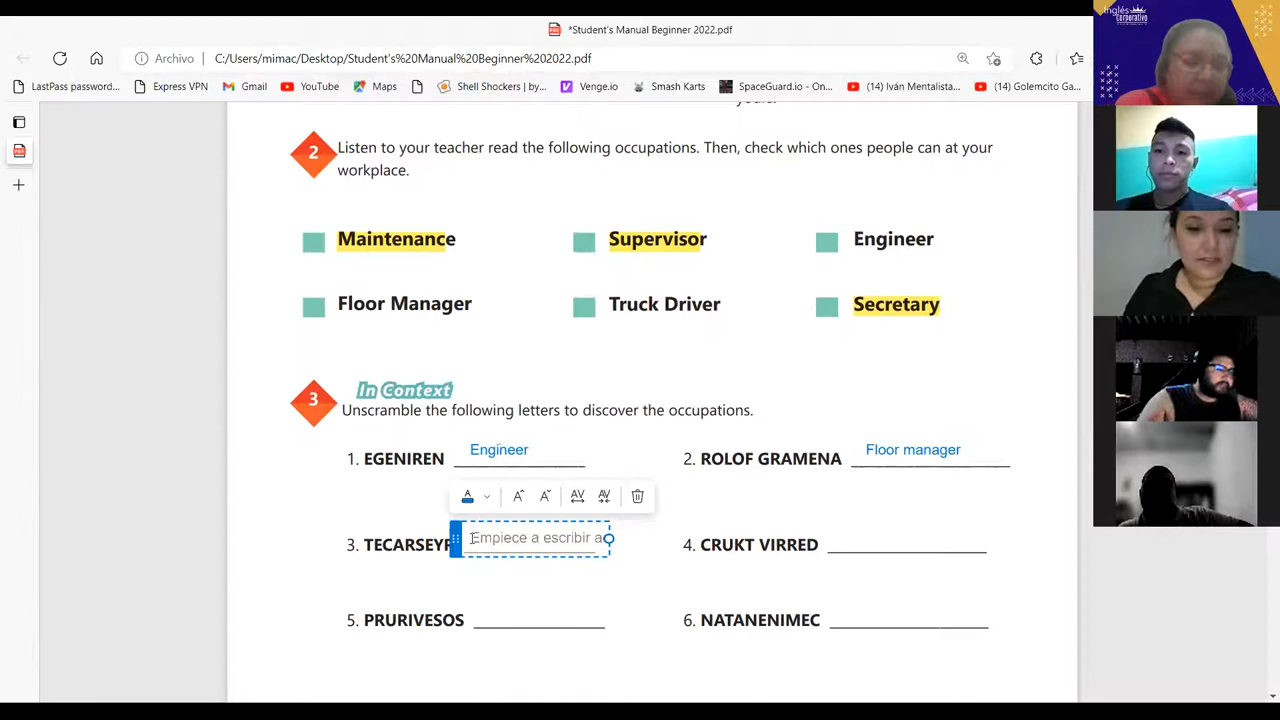 *Student's Manual Beginner 2022.pdf
Archivo C:/Users/mimac/Desktop/Student's%20Manual%20Beginner%202022.pdf
LastPass password... Express VPN Gmail YouTube Maps Shell Shockers | by... Venge.io Smash Karts SpaceGuard.io - On... (14) Iván Mentalista... (14) Golemcito Ga...
Inglés
Corporativo
2 Listen to your teacher read the following occupations. Then, check which ones people can at your
workplace.
Maintenance Supervisor Engineer
Floor Manager Truck Driver Secretary
In Context
3 Unscramble the following letters to discover the occupations.
1. EGENIREN Engineer 2. ROLOF GRAMENA Floor manager
3. TECARSEYR Empiece a escribir a 4. CRUKT VIRRED
5. PRURIVESOS 6. NATANENIMEC